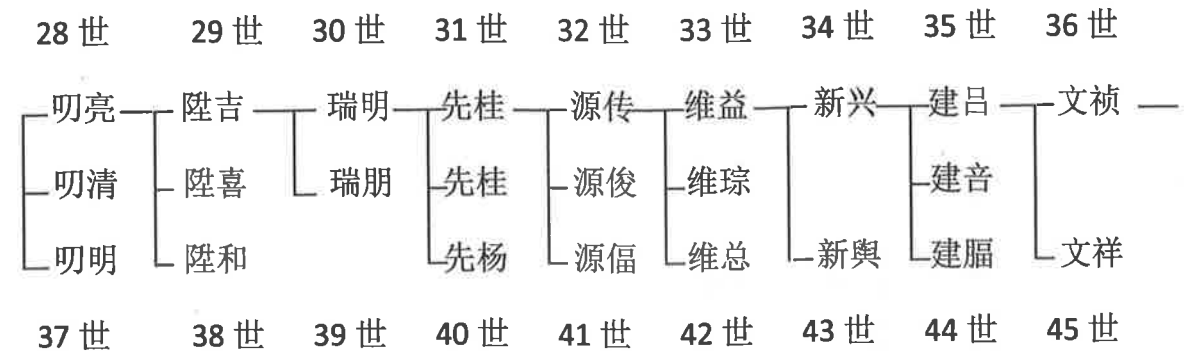 28世 29世 30世 31世 32世 33世 34世 35世 36世
叨亮 陞吉 瑞明 先桂 源传 维益 新兴 建吕 文祯
叨清 陞喜 瑞朋 先桂 源俊 维琮 建音
叨明 陞和 先杨 源偪 维总 新舆 建腷 文祥
37世 38世 39世 40世 41世 42世 43世 44世 45世